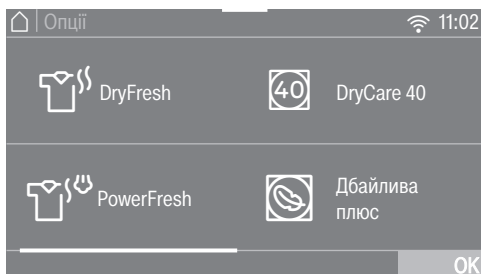 Опції
11:02
DryFresh
40
DryCare 40
PowerFresh
Дбайлива
плюс
OK